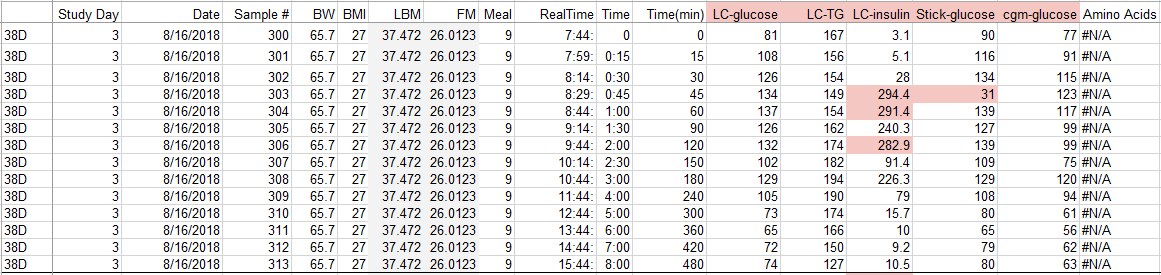 Study Day Date Sample # BW BMI LBM FM Meal RealTime Time Time(min) LC-glucose LC-TG LC-insulin Stick-glucose cgm-glucose Amino Acids
38D 3 8/16/2018 300 65.7 27 37.472 26.0123 9 7:44: 0 0 81 167 3.1 90 77 #N/A
38D 3 8/16/2018 301 65.7 27 37.472 26.0123 9 7:59: 0:15 15 108 156 5.1 116 91 #N/A
38D 3 8/16/2018 302 65.7 27 37.472 26.0123 9 8:14: 0:30 30 126 154 28 134 115 #N/A
38D 3 8/16/2018 303 65.7 27 37.472 26.0123 9 8:29: 0:45 45 134 149 294.4 31 123 #N/A
38D 3 8/16/2018 304 65.7 27 37.472 26.0123 9 8:44: 1:00 60 137 154 291.4 139 117 #N/A
38D 3 8/16/2018 305 65.7 27 37.472 26.0123 9 9:14: 1:30 90 126 162 240.3 127 99 #N/A
38D 3 8/16/2018 306 65.7 27 37.472 26.0123 9 9:44: 2:00 120 132 174 282.9 139 99 #N/A
38D 3 8/16/2018 307 65.7 27 37.472 26.0123 9 10:14: 2:30 150 102 182 91.4 109 75 #N/A
38D 3 8/16/2018 308 65.7 27 37.472 26.0123 9 10:44: 3:00 180 129 194 226.3 129 120 #N/A
38D 3 8/16/2018 309 65.7 27 37.472 26.0123 9 11:44: 4:00 240 105 190 79 108 94 #N/A
38D 3 8/16/2018 310 65.7 27 37.472 26.0123 9 12:44: 5:00 300 73 174 15.7 80 61 #N/A
38D 3 8/16/2018 311 65.7 27 37.472 26.0123 9 13:44: 6:00 360 65 166 10 65 56 #N/A
38D 3 8/16/2018 312 65.7 27 37.472 26.0123 9 14:44: 7:00 420 72 150 9.2 79 62 #N/A
38D 3 8/16/2018 313 65.7 27 37.472 26.0123 9 15:44: 8:00 480 74 127 10.5 80 63 #N/A